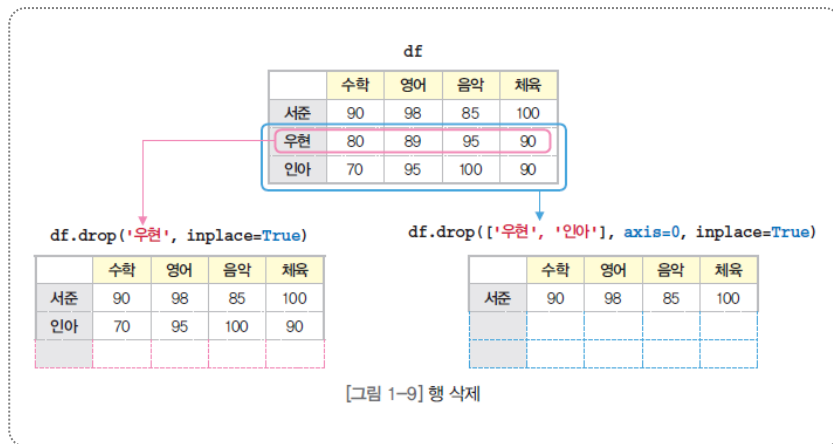 df
수학 영어 음악 체육
서준 90 98 85 100
우현 80 89 95 90
인아 70 95 100 90
df.drop('우현', inplace=True)
수학 영어 음악 체육
서준 90 98 85 100
인아 70 95 100 90
df.drop(['우현', '인아'], axis=0, inplace=True)
수학 영어 음악 체육
서준 90 98 85 100
[그림 1-9] 행 삭제